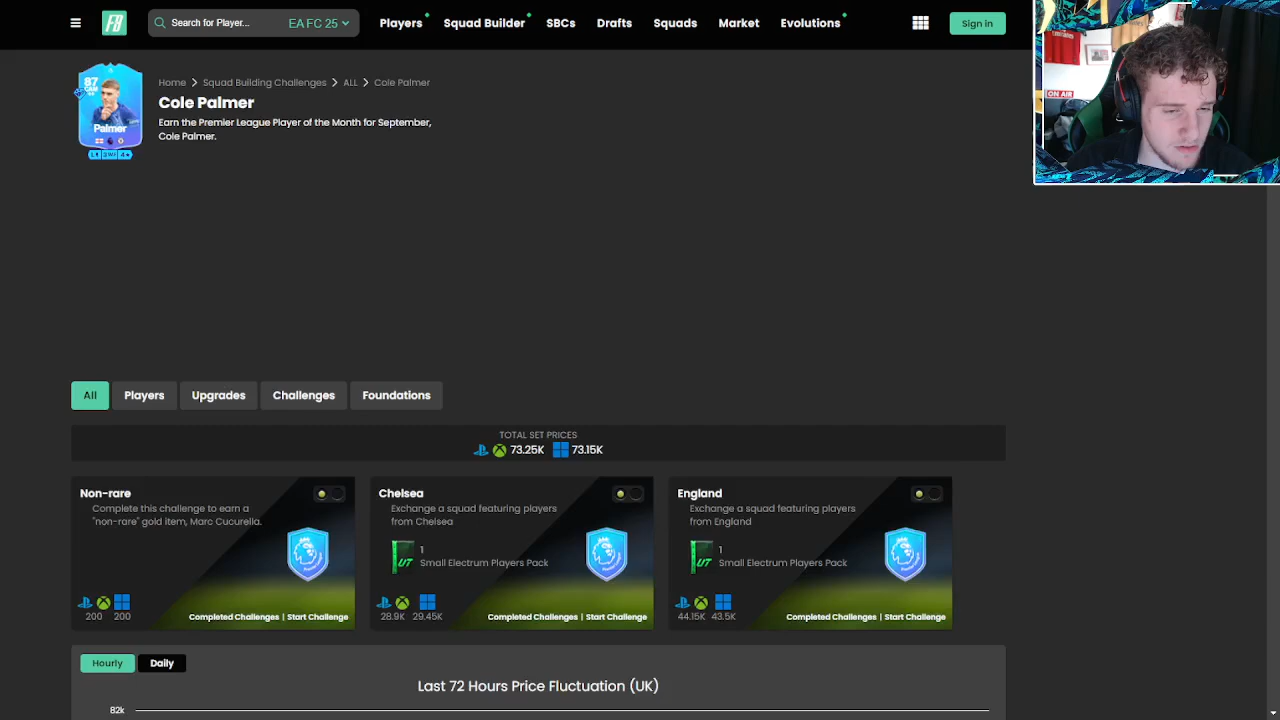 Search for Player...
EA FC 25
Players
Squad Builder
SBCs
Drafts
Squads
Market
Evolutions
Sign in
87
CAM
Palmer
Home > Squad Building Challenges > ALL > Cole Palmer
Cole Palmer
Earn the Premier League Player of the Month for September,
Cole Palmer.
ON AIR
All
Players
Upgrades
Challenges
Foundations
TOTAL SET PRICES
73.25K 73.15K
Non-rare
Complete this challenge to earn a
"non-rare" gold item, Marc Cucurella.
200 200
Completed Challenges | Start Challenge
Chelsea
Exchange a squad featuring players
from Chelsea
1
Small Electrum Players Pack
28.9K 29.45K
Completed Challenges | Start Challenge
England
Exchange a squad featuring players
from England
1
Small Electrum Players Pack
44.15K 43.5K
Completed Challenges | Start Challenge
Hourly
Daily
Last 72 Hours Price Fluctuation (UK)
82k